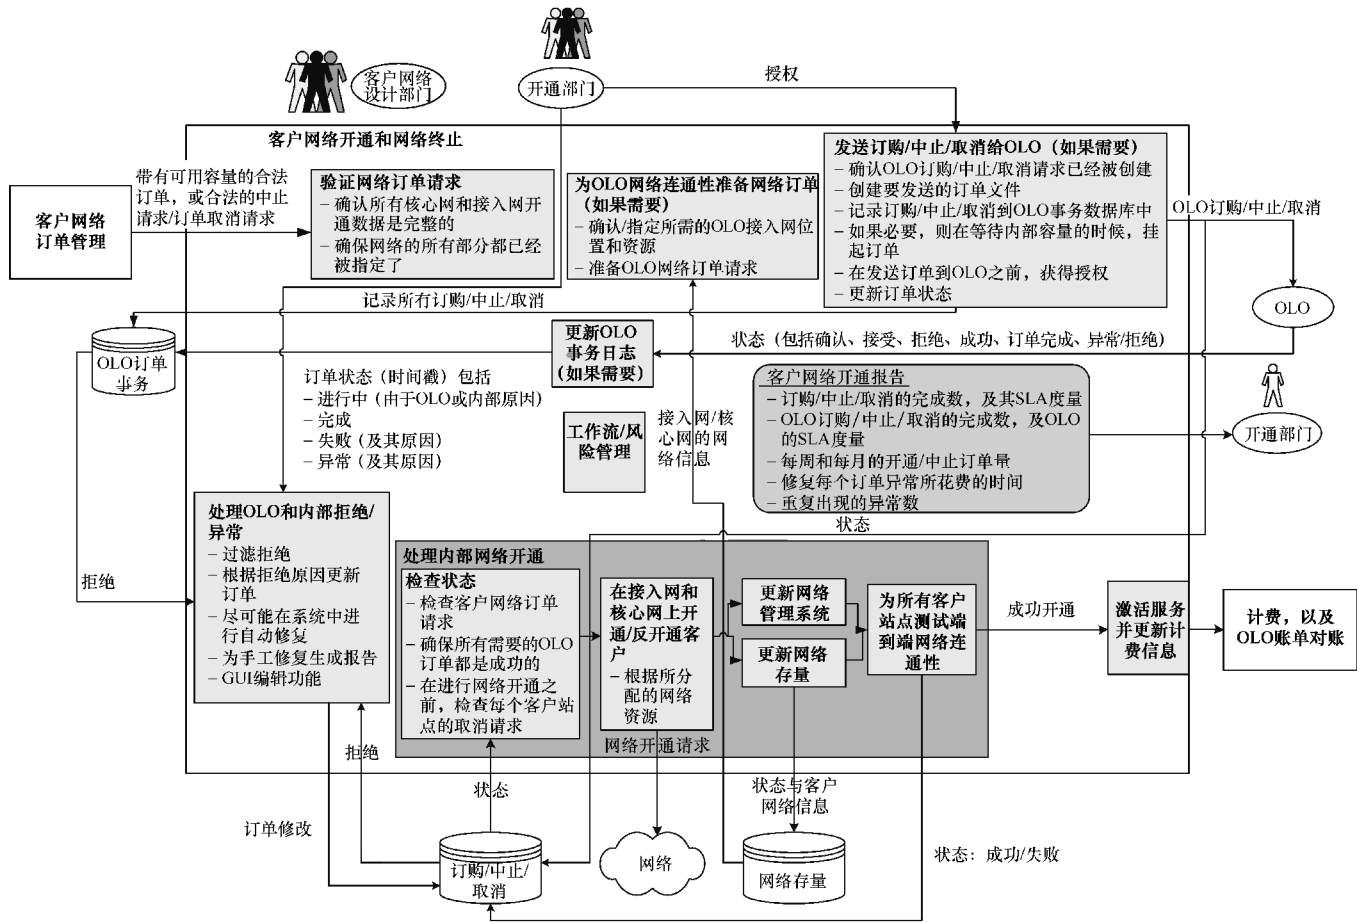 客户网络
设计部门
开通部门
授权
客户网络开通和网络终止
带有可用容量的合法
订单，或合法的中止
请求/订单取消请求
客户网络
订单管理
验证网络订单请求
– 确认所有核心网和接入网开
通数据是完整的
– 确保网络的所有部分都已经
被指定了
为OLO网络连通性准备网络订单
（如果需要）
– 确认/指定所需的OLO接入网位
置和资源
– 准备OLO网络订单请求
发送订购/中止/取消给OLO（如果需要）
– 确认OLO订购/中止/取消请求已经被创建
– 创建要发送的订单文件
– 记录订购/中止/取消到OLO事务数据库中
– 如果必要，则在等待内部容量的时候，挂
起订单
– 在发送订单到OLO之前，获得授权
– 更新订单状态
OLO订购/中止/取消
OLO
记录所有订购/中止/取消
OLO订单
事务
更新OLO
事务日志
（如果需要）
状态（包括确认、接受、拒绝、成功、订单完成、异常/拒绝）
订单状态（时间戳）包括
– 进行中（由于OLO或内部原因）
– 完成
– 失败（及其原因）
– 异常（及其原因）
工作流/风
险管理
接入网/核
心网的网
络信息
客户网络开通报告
– 订购/中止/取消的完成数，及其SLA度量
– OLO订购/中止/取消的完成数，及OLO
的SLA度量
– 每周和每月的开通/中止订单量
– 修复每个订单异常所花费的时间
– 重复出现的异常数
开通部门
状态
拒绝
处理OLO和内部拒绝/
异常
– 过滤拒绝
– 根据拒绝原因更新
订单
– 尽可能在系统中进
行自动修复
– 为手工修复生成报告
– GUI编辑功能
处理内部网络开通
检查状态
– 检查客户网络订单
请求
– 确保所有需要的OLO
订单都是成功的
– 在进行网络开通之
前，检查每个客户站
点的取消请求
在接入网和
核心网上开
通/反开通客
户
– 根据所分
配的网络
资源
更新网络
管理系统
更新网络
存量
为所有客户
站点测试端
到端网络连
通性
成功开通
激活服务
并更新计
费信息
计费，以及
OLO账单对账
网络开通请求
拒绝
状态
状态与客户
网络信息
订单修改
订购/中止/
取消
网络
网络存量
状态：成功/失败